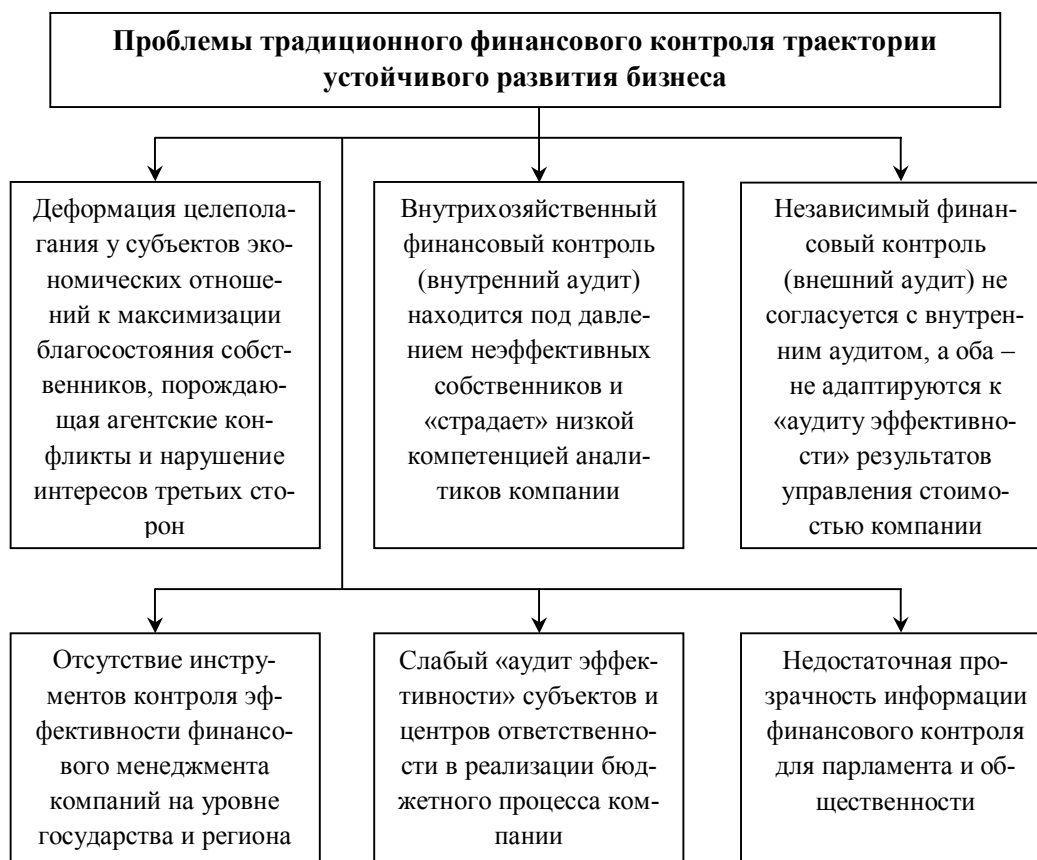 Проблемы традиционного финансового контроля траектории
устойчивого развития бизнеса
Деформация целепола-
гания у субъектов эко-
номических отноше-
ний к максимизации
благосостояния собст-
венников, порождаю-
щая агентские кон-
фликты и нарушение
интересов третьих сто-
рон
Внутрихозяйственный
финансовый контроль
(внутренний аудит)
находится под давле-
нием неэффективных
собственников и
«страдает» низкой
компетенцией анали-
тиков компании
Независимый финан-
совый контроль
(внешний аудит) не
согласуется с внутрен-
ним аудитом, а оба –
не адаптируются к
«аудиту эффективно-
сти» результатов
управления стоимо-
стью компании
Отсутствие инстру-
ментов контроля эф-
фективности финансо-
вого менеджмента
компаний на уровне
государства и региона
Слабый «аудит эффек-
тивности» субъектов и
центров ответственно-
сти в реализации бюд-
жетного процесса ком-
пании
Недостаточная про-
зрачность информации
финансового контроля
для парламента и об-
щественности